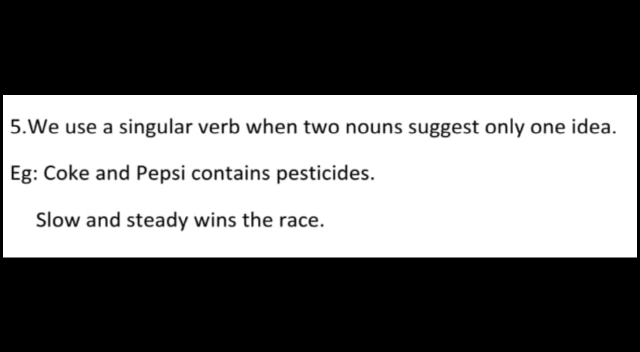 5.We use a singular verb when two nouns suggest only one idea.
Eg: Coke and Pepsi contains pesticides.
Slow and steady wins the race.